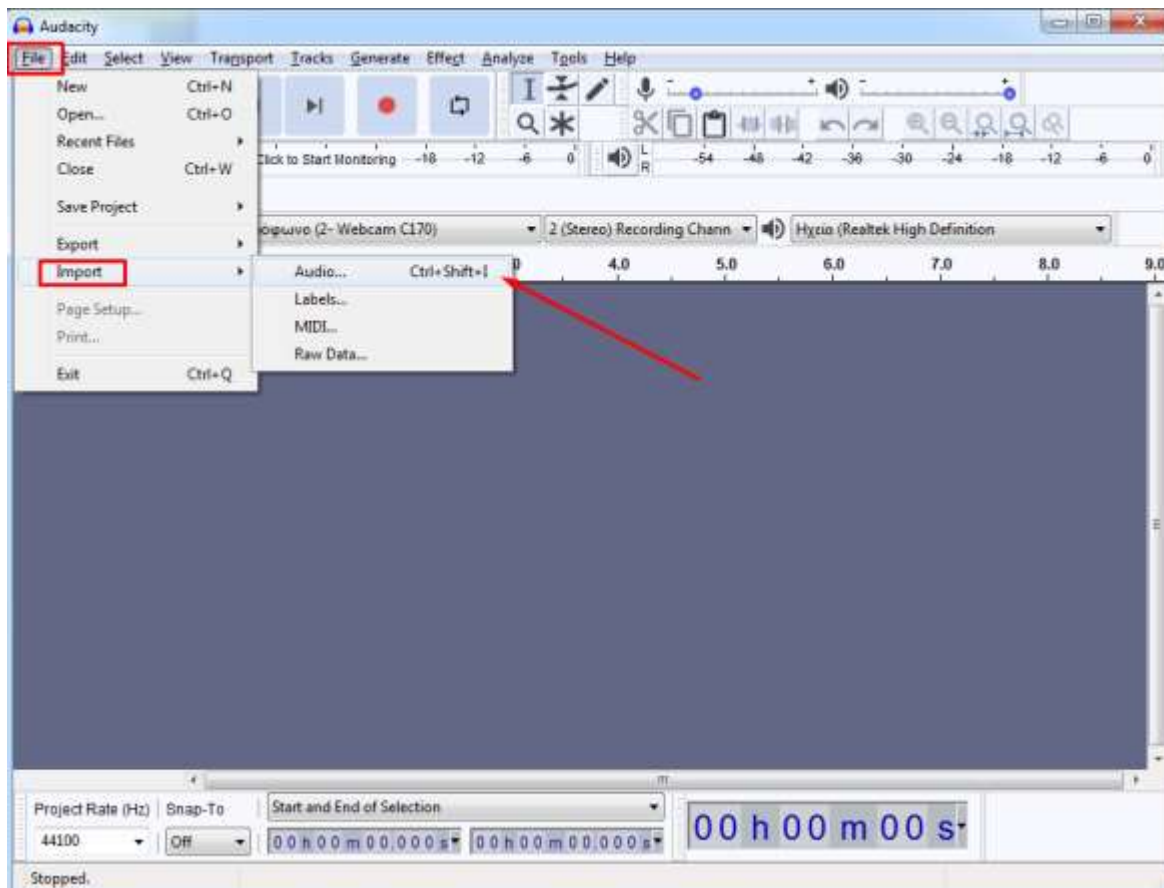 Audacity
File Edit Select View Transport Tracks Generate Effect Analyze Tools Help
New Ctrl+N
Open... Ctrl+O
Recent Files
Close Ctrl+W
Save Project
Export
Import
Page Setup...
Print...
Exit Ctrl+Q
Audio... Ctrl+Shift+I
Labels...
MIDI...
Raw Data...
Click to Start Monitoring -18 -12 -6 0
L
R
-54 -48 -42 -36 -30 -24 -18 -12 -6 0
(2- Webcam C170) 2 (Stereo) Recording Chann Ηχεία (Realtek High Definition
4.0 5.0 6.0 7.0 8.0 9.0
Project Rate (Hz) Snap-To Start and End of Selection
44100 Off 00 h 00 m 00.000 s 00 h 00 m 00.000 s 00 h 00 m 00 s
Stopped.